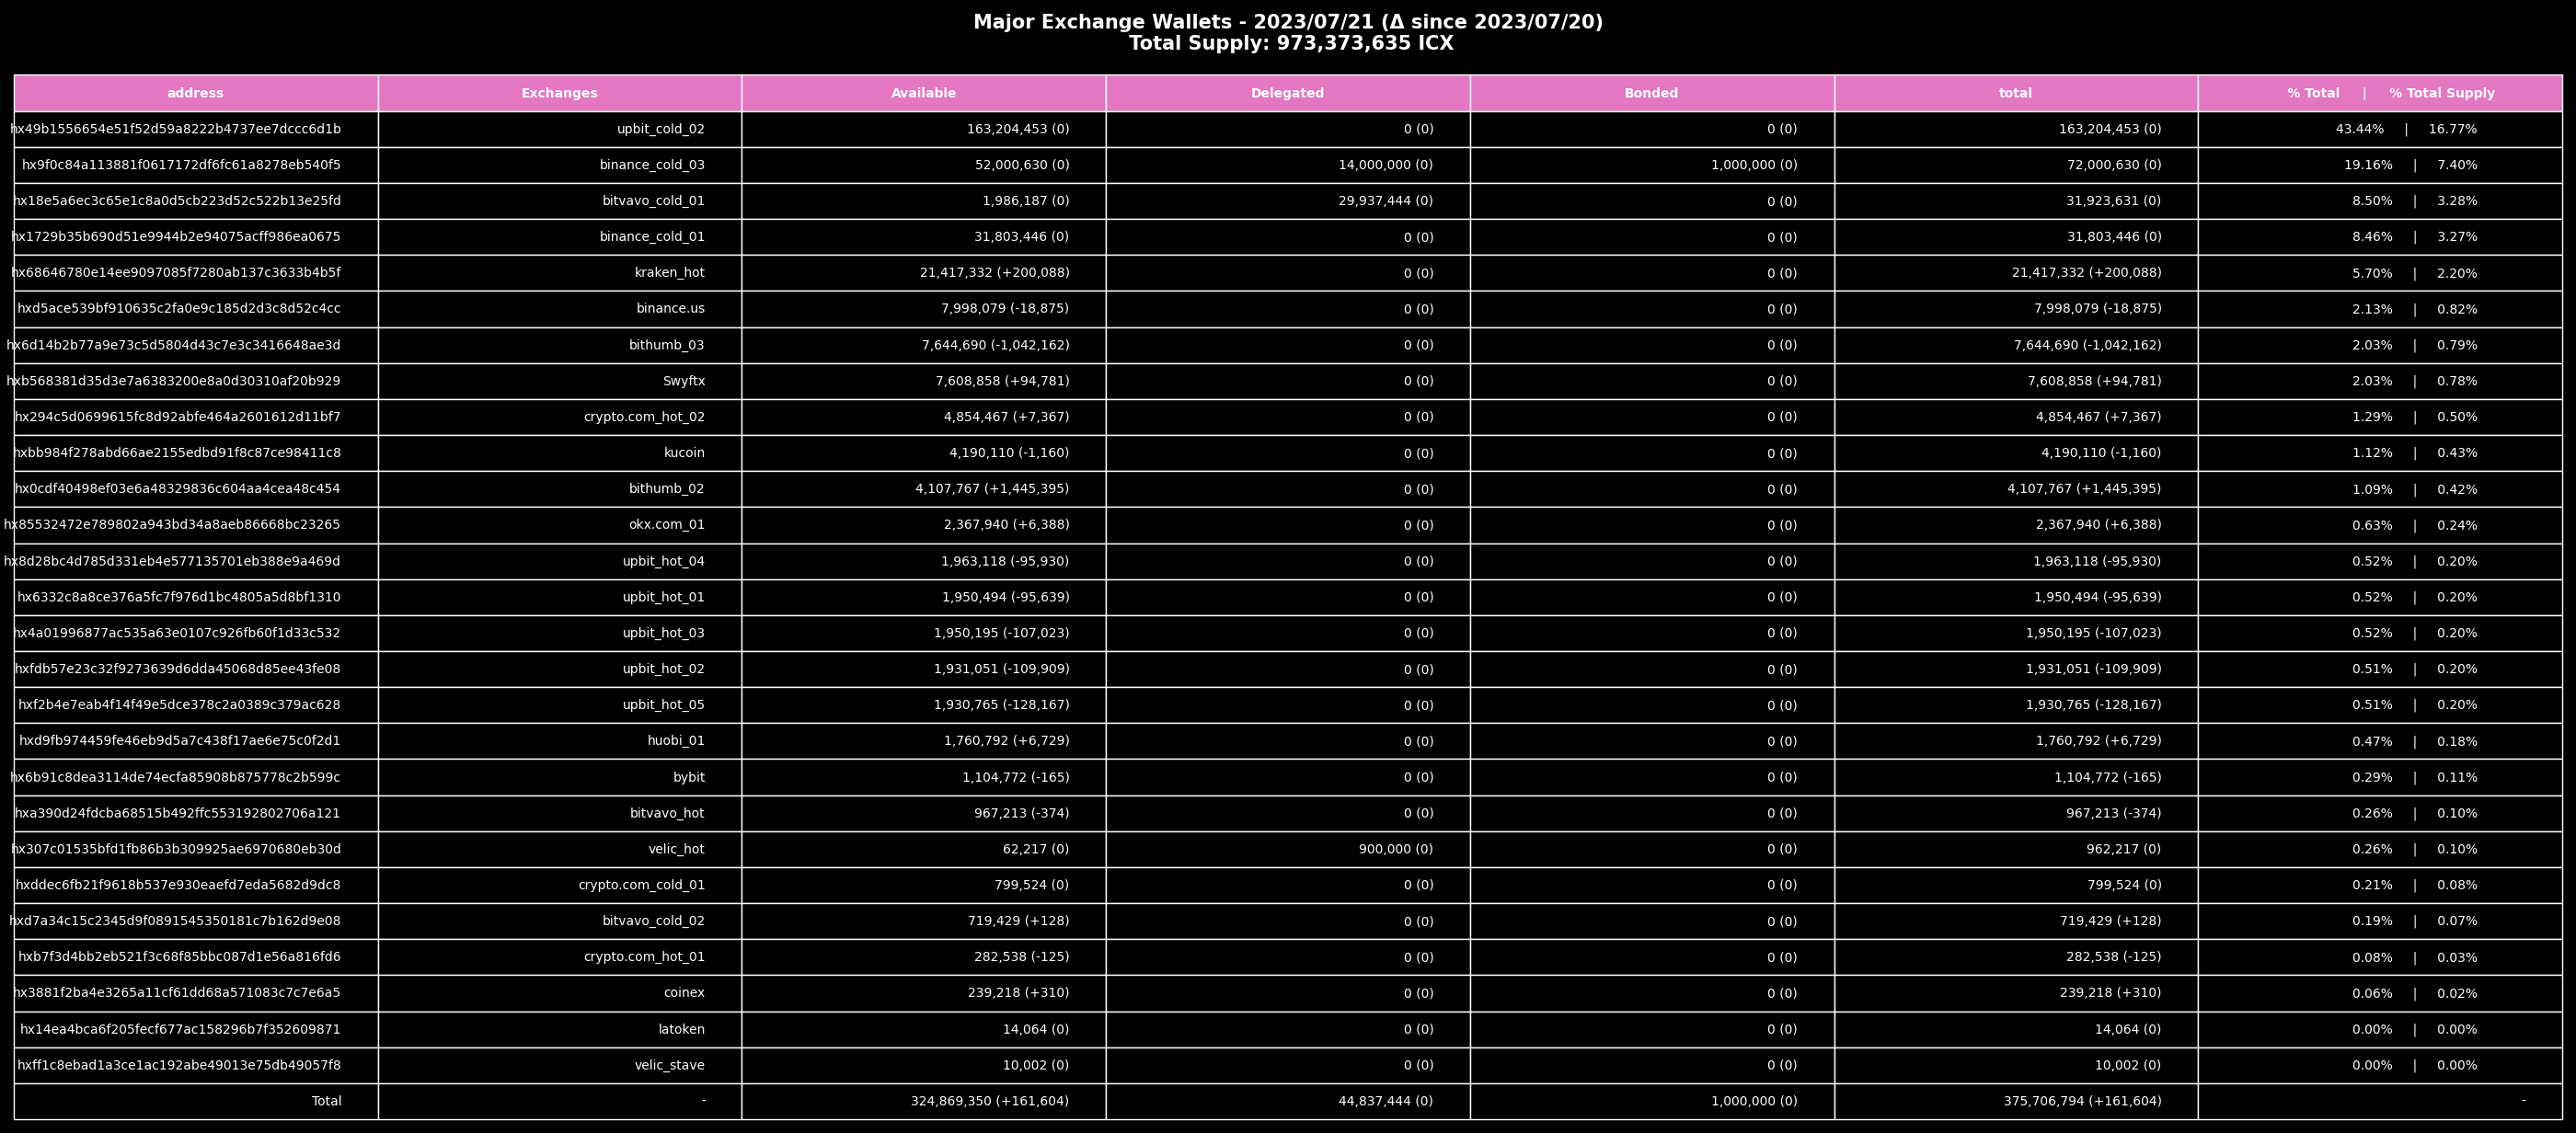 Major Exchange Wallets - 2023/07/21 (Δ since 2023/07/20)
Total Supply: 973,373,635 ICX
address Exchanges Available Delegated Bonded total % Total | % Total Supply
hx49b1556654e51f52d59a8222b4737ee7dccc6d1b upbit_cold_02 163,204,453 (0) 0 (0) 0 (0) 163,204,453 (0) 43.44% | 16.77%
hx9f0c84a113881f0617172df6fc61a8278eb540f5 binance_cold_03 52,000,630 (0) 14,000,000 (0) 1,000,000 (0) 72,000,630 (0) 19.16% | 7.40%
hx18e5a6ec3c65e1c8a0d5cb223d52c522b13e25fd bitvavo_cold_01 1,986,187 (0) 29,937,444 (0) 0 (0) 31,923,631 (0) 8.50% | 3.28%
hx1729b35b690d51e9944b2e94075acff986ea0675 binance_cold_01 31,803,446 (0) 0 (0) 0 (0) 31,803,446 (0) 8.46% | 3.27%
hx68646780e14ee9097085f7280ab137c3633b4b5f kraken_hot 21,417,332 (+200,088) 0 (0) 0 (0) 21,417,332 (+200,088) 5.70% | 2.20%
hxd5ace539bf910635c2fa0e9c185d2d3c8d52c4cc binance.us 7,998,079 (-18,875) 0 (0) 0 (0) 7,998,079 (-18,875) 2.13% | 0.82%
hx6d14b2b77a9e73c5d5804d43c7e3c3416648ae3d bithumb_03 7,644,690 (-1,042,162) 0 (0) 0 (0) 7,644,690 (-1,042,162) 2.03% | 0.79%
hxb568381d35d3e7a6383200e8a0d30310af20b929 Swyftx 7,608,858 (+94,781) 0 (0) 0 (0) 7,608,858 (+94,781) 2.03% | 0.78%
hx294c5d0699615fc8d92abfe464a2601612d11bf7 crypto.com_hot_02 4,854,467 (+7,367) 0 (0) 0 (0) 4,854,467 (+7,367) 1.29% | 0.50%
hxbb984f278abd66ae2155edbd91f8c87ce98411c8 kucoin 4,190,110 (-1,160) 0 (0) 0 (0) 4,190,110 (-1,160) 1.12% | 0.43%
hx0cdf40498ef03e6a48329836c604aa4cea48c454 bithumb_02 4,107,767 (+1,445,395) 0 (0) 0 (0) 4,107,767 (+1,445,395) 1.09% | 0.42%
hx85532472e789802a943bd34a8aeb86668bc23265 okx.com_01 2,367,940 (+6,388) 0 (0) 0 (0) 2,367,940 (+6,388) 0.63% | 0.24%
hx8d28bc4d785d331eb4e577135701eb388e9a469d upbit_hot_04 1,963,118 (-95,930) 0 (0) 0 (0) 1,963,118 (-95,930) 0.52% | 0.20%
hx6332c8a8ce376a5fc7f976d1bc4805a5d8bf1310 upbit_hot_01 1,950,494 (-95,639) 0 (0) 0 (0) 1,950,494 (-95,639) 0.52% | 0.20%
hx4a01996877ac535a63e0107c926fb60f1d33c532 upbit_hot_03 1,950,195 (-107,023) 0 (0) 0 (0) 1,950,195 (-107,023) 0.52% | 0.20%
hxfdb57e23c32f9273639d6dda45068d85ee43fe08 upbit_hot_02 1,931,051 (-109,909) 0 (0) 0 (0) 1,931,051 (-109,909) 0.51% | 0.20%
hxf2b4e7eab4f14f49e5dce378c2a0389c379ac628 upbit_hot_05 1,930,765 (-128,167) 0 (0) 0 (0) 1,930,765 (-128,167) 0.51% | 0.20%
hxd9fb974459fe46eb9d5a7c438f17ae6e75c0f2d1 huobi_01 1,760,792 (+6,729) 0 (0) 0 (0) 1,760,792 (+6,729) 0.47% | 0.18%
hx6b91c8dea3114de74ecfa85908b875778c2b599c bybit 1,104,772 (-165) 0 (0) 0 (0) 1,104,772 (-165) 0.29% | 0.11%
hxa390d24fdcba68515b492ffc553192802706a121 bitvavo_hot 967,213 (-374) 0 (0) 0 (0) 967,213 (-374) 0.26% | 0.10%
hx307c01535bfd1fb86b3b309925ae6970680eb30d velic_hot 62,217 (0) 900,000 (0) 0 (0) 962,217 (0) 0.26% | 0.10%
hxddec6fb21f9618b537e930eaefd7eda5682d9dc8 crypto.com_cold_01 799,524 (0) 0 (0) 0 (0) 799,524 (0) 0.21% | 0.08%
hxd7a34c15c2345d9f0891545350181c7b162d9e08 bitvavo_cold_02 719,429 (+128) 0 (0) 0 (0) 719,429 (+128) 0.19% | 0.07%
hxb7f3d4bb2eb521f3c68f85bbc087d1e56a816fd6 crypto.com_hot_01 282,538 (-125) 0 (0) 0 (0) 282,538 (-125) 0.08% | 0.03%
hx3881f2ba4e3265a11cf61dd68a571083c7c7e6a5 coinex 239,218 (+310) 0 (0) 0 (0) 239,218 (+310) 0.06% | 0.02%
hx14ea4bca6f205fecf677ac158296b7f352609871 latoken 14,064 (0) 0 (0) 0 (0) 14,064 (0) 0.00% | 0.00%
hxff1c8ebad1a3ce1ac192abe49013e75db49057f8 velic_stave 10,002 (0) 0 (0) 0 (0) 10,002 (0) 0.00% | 0.00%
Total - 324,869,350 (+161,604) 44,837,444 (0) 1,000,000 (0) 375,706,794 (+161,604) -